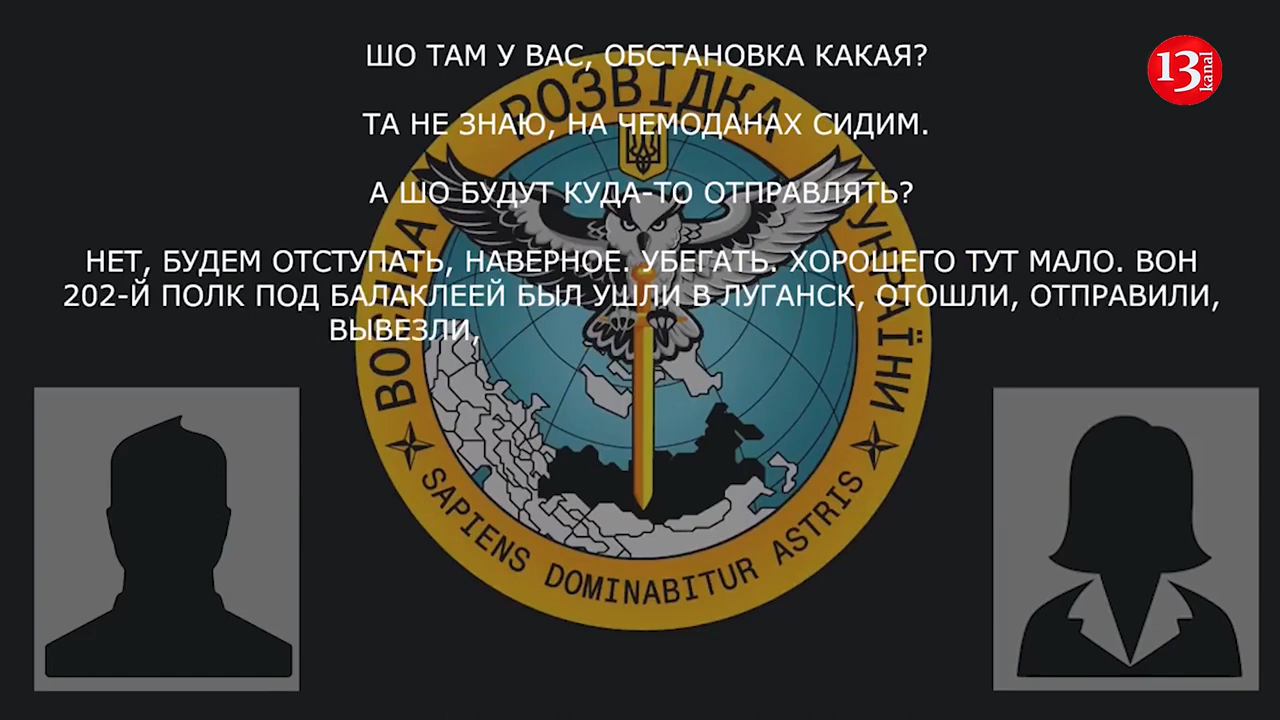 ШО ТАМ У ВАС, ОБСТАНОВКА КАКАЯ?
13 kanal
ТА НЕ ЗНАЮ, НА ЧЕМОДАНАХ СИДИМ.
А ШО БУДУТ КУДА-ТО ОТПРАВЛЯТЬ?
НЕТ, БУДЕМ ОТСТУПАТЬ, НАВЕРНОЕ. УБЕГАТЬ. ХОРОШЕГО ТУТ МАЛО. ВОН
202-Й ПОЛК ПОД БАЛАКЛЕЕЙ БЫЛ УШЛИ В ЛУГАНСК, ОТОШЛИ, ОТПРАВИЛИ,
ВЫВЕЗЛИ,
ВОЄННА РОЗВІДКА УКРАЇНИ
SAPIENS DOMINABITUR ASTRIS